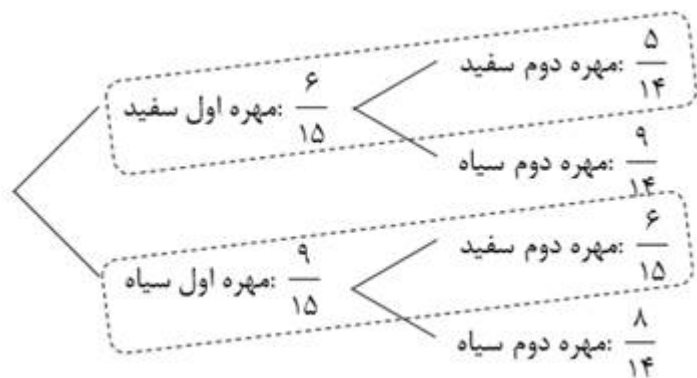 مهره اول سفید: ۶/۱۵
مهره دوم سفید: ۵/۱۴
مهره دوم سیاه: ۹/۱۴
مهره اول سیاه: ۹/۱۵
مهره دوم سفید: ۶/۱۵
مهره دوم سیاه: ۸/۱۴